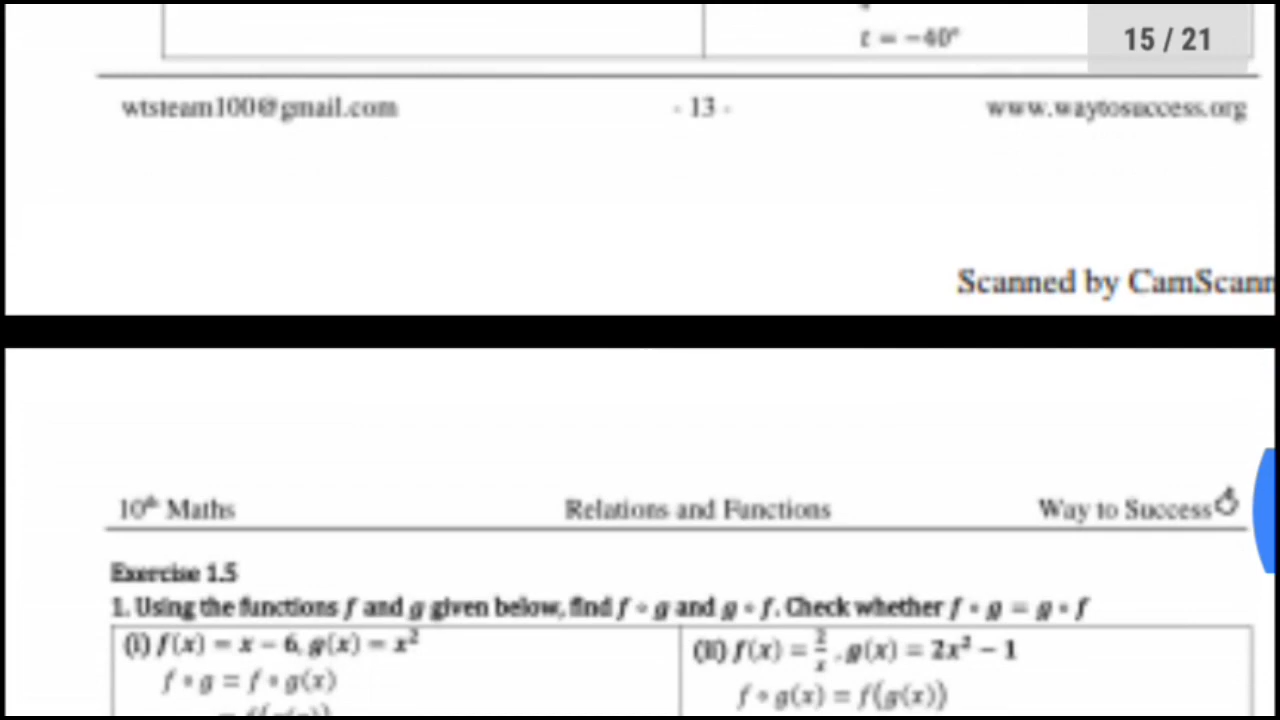 t = −40°
15 / 21
wtsteam100@gmail.com - 13 - www.waytosuccess.org
Scanned by CamScann
10th Maths Relations and Functions Way to Success
Exercise 1.5
1. Using the functions f and g given below, find f ∘ g and g ∘ f. Check whether f ∘ g = g ∘ f
(i) f(x) = x − 6, g(x) = x²
(ii) f(x) = 2/x, g(x) = 2x² − 1
f ∘ g = f ∘ g(x)
f ∘ g(x) = f(g(x))